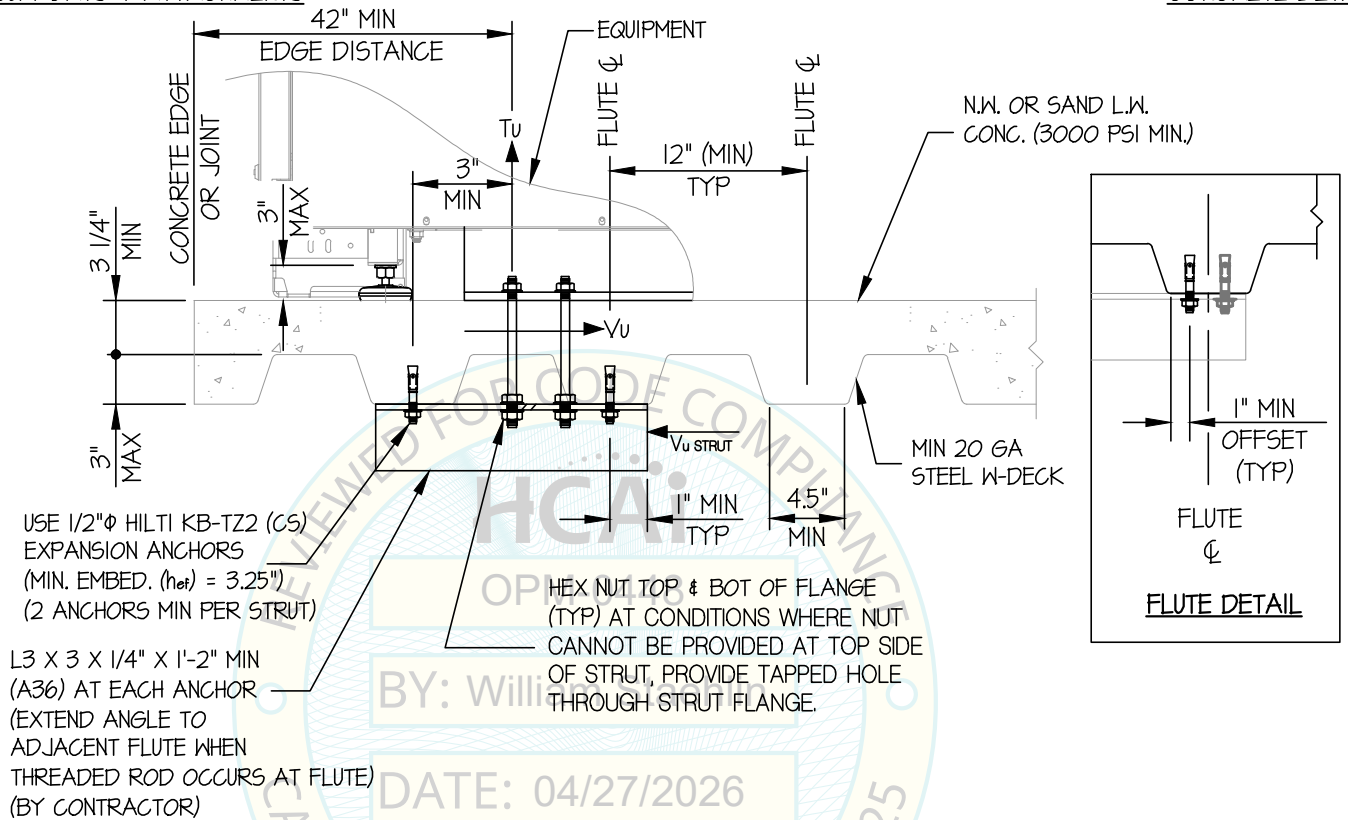 42" MIN
EDGE DISTANCE
EQUIPMENT
CONCRETE EDGE
OR JOINT
Tu
FLUTE ℄
FLUTE ℄
12" (MIN)
TYP
N.W. OR SAND L.W.
CONC. (3000 PSI MIN.)
3"
MIN
3"
MAX
3 1/4"
MIN
Vu
3"
MAX
Vu STRUT
MIN 20 GA
STEEL W-DECK
1" MIN
TYP
4.5"
MIN
1" MIN
OFFSET
(TYP)
FLUTE
℄
FLUTE DETAIL
USE 1/2"Φ HILTI KB-TZ2 (CS)
EXPANSION ANCHORS
(MIN. EMBED. (hef) = 3.25")
(2 ANCHORS MIN PER STRUT)
HEX NUT TOP & BOT OF FLANGE
(TYP) AT CONDITIONS WHERE NUT
CANNOT BE PROVIDED AT TOP SIDE
OF STRUT, PROVIDE TAPPED HOLE
THROUGH STRUT FLANGE.
L3 X 3 X 1/4" X 1'-2" MIN
(A36) AT EACH ANCHOR
(EXTEND ANGLE TO
ADJACENT FLUTE WHEN
THREADED ROD OCCURS AT FLUTE)
(BY CONTRACTOR)
REVIEWED FOR CODE COMPLIANCE
HCAi
OPM-0448
BY: William Staehlin
DATE: 04/27/2026